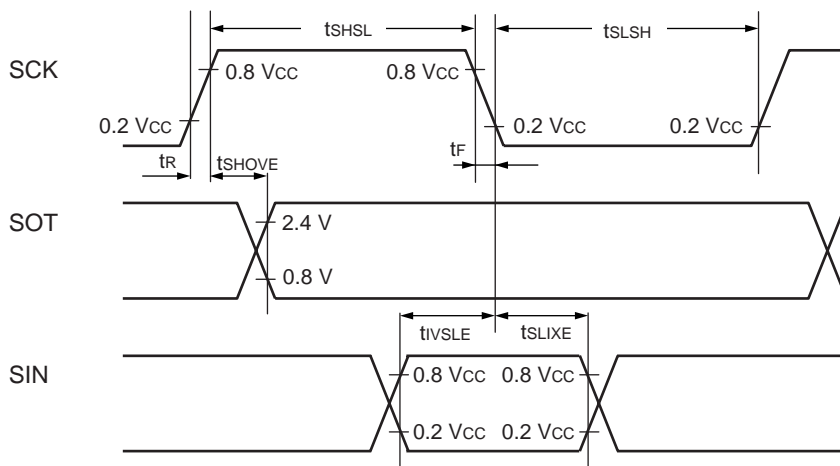 tSHSL
tSLSH
SCK
0.8 VCC
0.8 VCC
0.2 VCC
0.2 VCC
0.2 VCC
tR
tSHOVE
tF
SOT
2.4 V
0.8 V
tIVSLE
tSLIXE
SIN
0.8 VCC
0.8 VCC
0.2 VCC
0.2 VCC